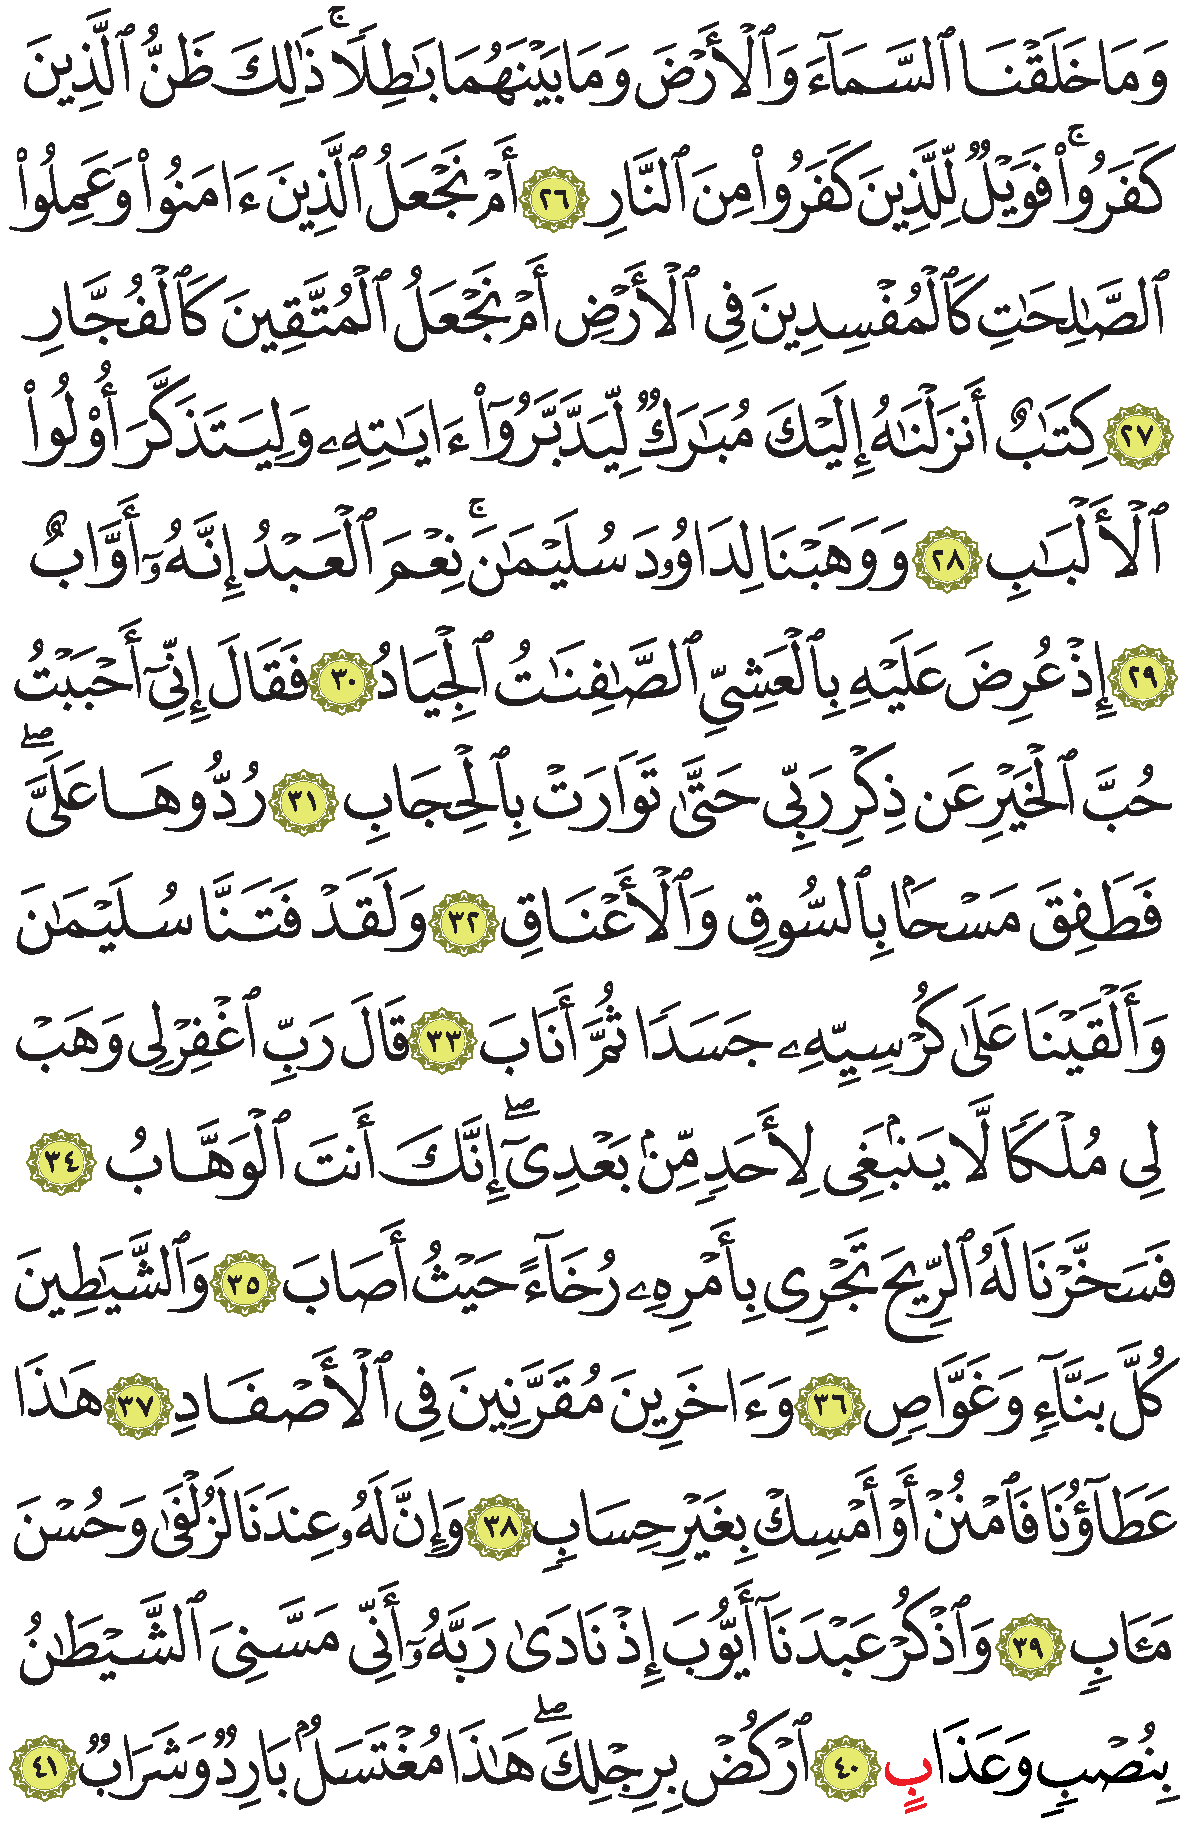 وَمَا خَلَقْنَا ٱلسَّمَآءَ وَٱلْأَرْضَ وَمَا بَيْنَهُمَا بَٰطِلًا ۚ ذَٰلِكَ ظَنُّ ٱلَّذِينَ
كَفَرُوا۟ ۚ فَوَيْلٌ لِّلَّذِينَ كَفَرُوا۟ مِنَ ٱلنَّارِ ٢٦ أَمْ نَجْعَلُ ٱلَّذِينَ ءَامَنُوا۟ وَعَمِلُوا۟
ٱلصَّٰلِحَٰتِ كَٱلْمُفْسِدِينَ فِى ٱلْأَرْضِ أَمْ نَجْعَلُ ٱلْمُتَّقِينَ كَٱلْفُجَّارِ
٢٧ كِتَٰبٌ أَنزَلْنَٰهُ إِلَيْكَ مُبَٰرَكٌ لِّيَدَّبَّرُوٓا۟ ءَايَٰتِهِۦ وَلِيَتَذَكَّرَ أُو۟لُوا۟
ٱلْأَلْبَٰبِ ٢٨ وَوَهَبْنَا لِدَاوُۥدَ سُلَيْمَٰنَ ۚ نِعْمَ ٱلْعَبْدُ إِنَّهُۥٓ أَوَّابٌ
٢٩ إِذْ عُرِضَ عَلَيْهِ بِٱلْعَشِىِّ ٱلصَّٰفِنَٰتُ ٱلْجِيَادُ ٣٠ فَقَالَ إِنِّىٓ أَحْبَبْتُ
حُبَّ ٱلْخَيْرِ عَن ذِكْرِ رَبِّى حَتَّىٰ تَوَارَتْ بِٱلْحِجَابِ ٣١ رُدُّوهَا عَلَىَّ ۖ
فَطَفِقَ مَسْحًۢا بِٱلسُّوقِ وَٱلْأَعْنَاقِ ٣٢ وَلَقَدْ فَتَنَّا سُلَيْمَٰنَ
وَأَلْقَيْنَا عَلَىٰ كُرْسِيِّهِۦ جَسَدًا ثُمَّ أَنَابَ ٣٣ قَالَ رَبِّ ٱغْفِرْ لِى وَهَبْ
لِى مُلْكًا لَّا يَنۢبَغِى لِأَحَدٍ مِّنۢ بَعْدِىٓ ۖ إِنَّكَ أَنتَ ٱلْوَهَّابُ ٣٤
فَسَخَّرْنَا لَهُ ٱلرِّيحَ تَجْرِى بِأَمْرِهِۦ رُخَآءً حَيْثُ أَصَابَ ٣٥ وَٱلشَّيَٰطِينَ
كُلَّ بَنَّآءٍ وَغَوَّاصٍ ٣٦ وَءَاخَرِينَ مُقَرَّنِينَ فِى ٱلْأَصْفَادِ ٣٧ هَٰذَا
عَطَآؤُنَا فَٱمْنُنْ أَوْ أَمْسِكْ بِغَيْرِ حِسَابٍ ٣٨ وَإِنَّ لَهُۥ عِندَنَا لَزُلْفَىٰ وَحُسْنَ
مَـَٔابٍ ٣٩ وَٱذْكُرْ عَبْدَنَآ أَيُّوبَ إِذْ نَادَىٰ رَبَّهُۥٓ أَنِّى مَسَّنِىَ ٱلشَّيْطَٰنُ
بِنُصْبٍ وَعَذَابٍ ٤٠ ٱرْكُضْ بِرِجْلِكَ ۖ هَٰذَا مُغْتَسَلٌۢ بَارِدٌ وَشَرَابٌ ٤١